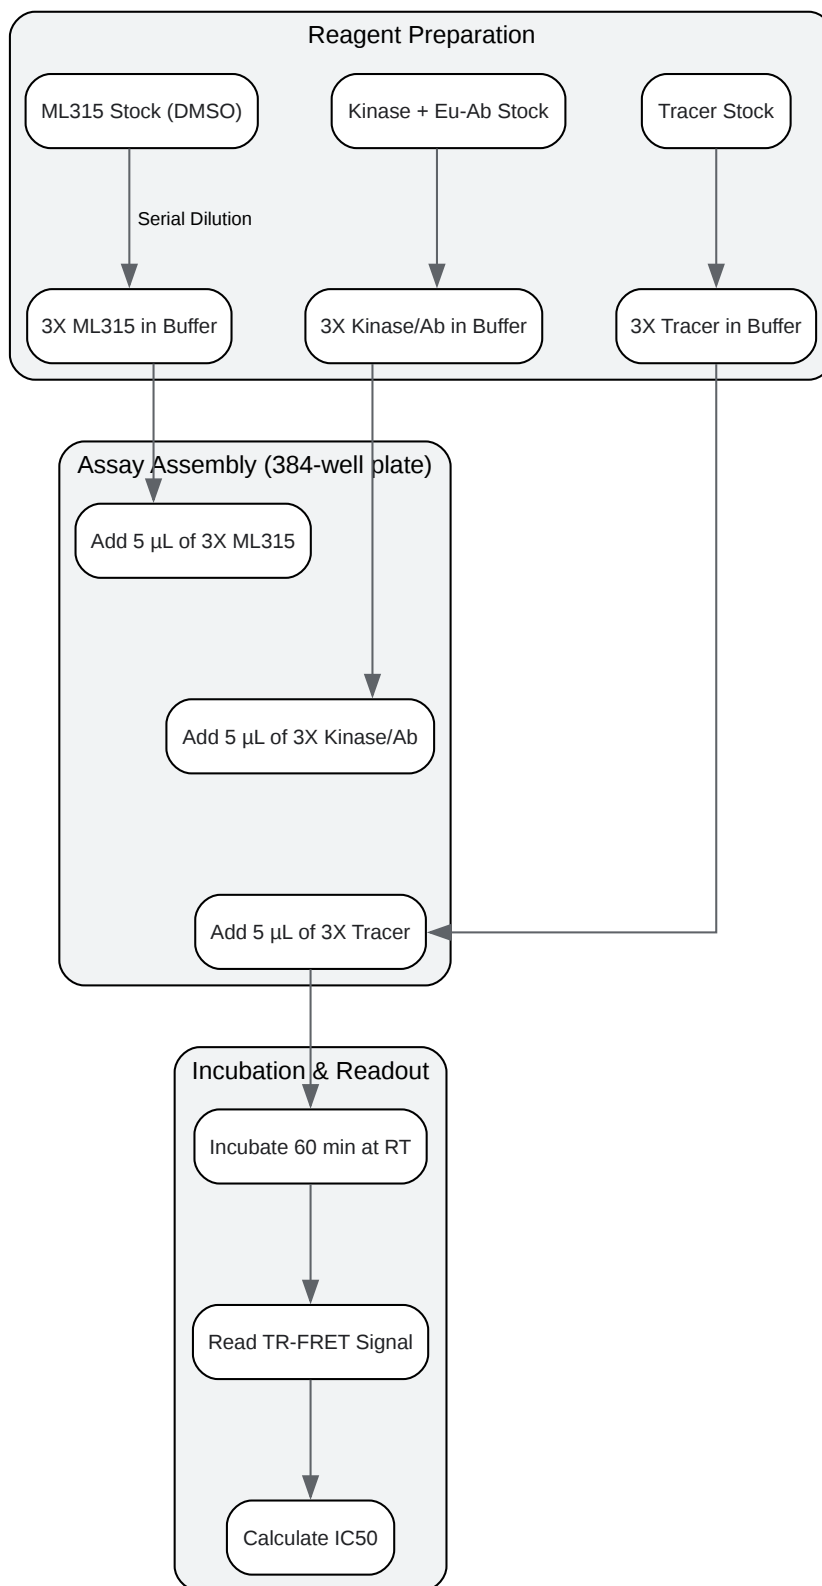 Reagent Preparation
ML315 Stock (DMSO)
Kinase + Eu-Ab Stock
Tracer Stock
Serial Dilution
3X ML315 in Buffer
3X Kinase/Ab in Buffer
3X Tracer in Buffer
Assay Assembly (384-well plate)
Add 5 µL of 3X ML315
Add 5 µL of 3X Kinase/Ab
Add 5 µL of 3X Tracer
Incubation & Readout
Incubate 60 min at RT
Read TR-FRET Signal
Calculate IC50